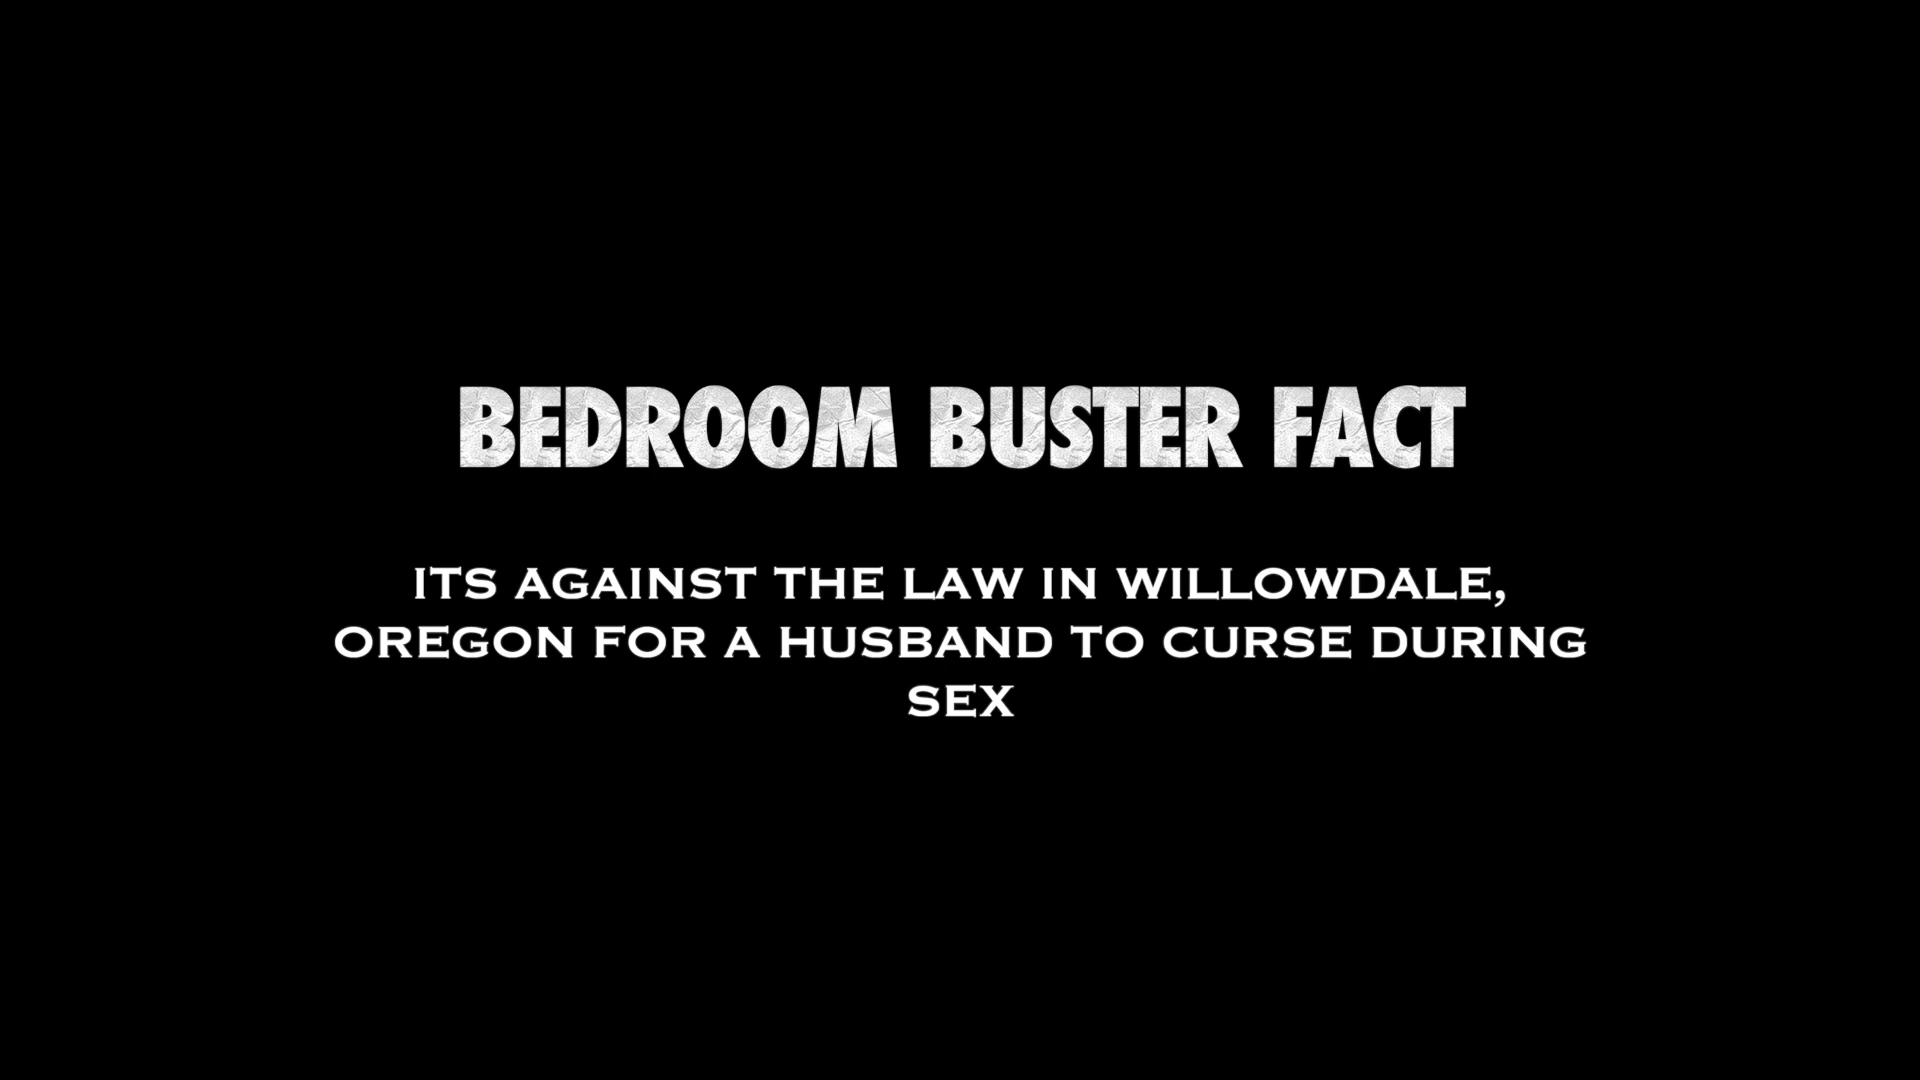 BEDROOM BUSTER FACT
ITS AGAINST THE LAW IN WILLOWDALE,
OREGON FOR A HUSBAND TO CURSE DURING
SEX